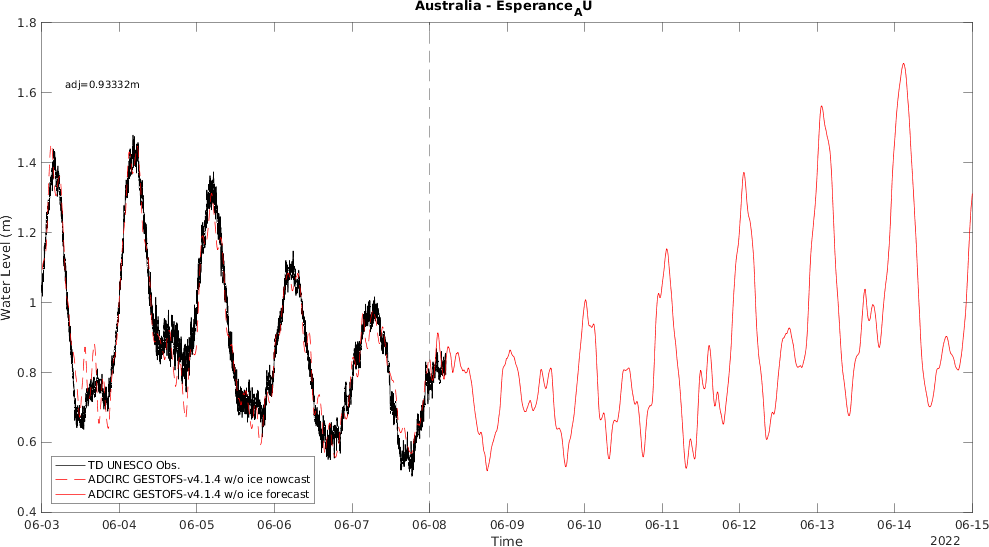 Australia - Esperance_AU
1.8
1.6
1.4
1.2
1
0.8
0.6
0.4
Water Level (m)
adj=0.93332m
TD UNESCO Obs.
ADCIRC GESTOFS-v4.1.4 w/o ice nowcast
ADCIRC GESTOFS-v4.1.4 w/o ice forecast
06-03 06-04 06-05 06-06 06-07 06-08 06-09 06-10 06-11 06-12 06-13 06-14 06-15
Time
2022